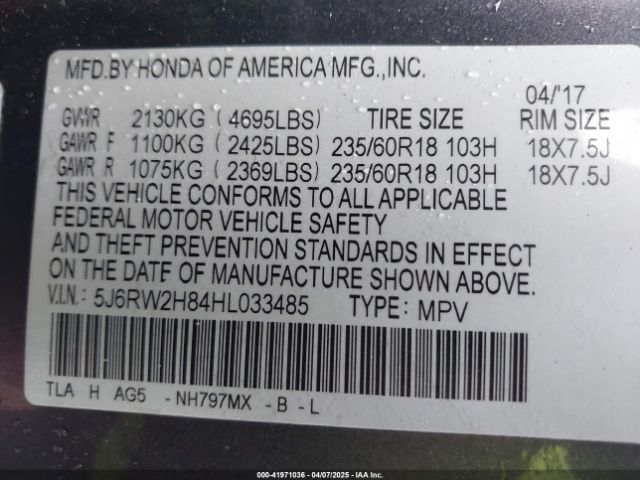 MFD.BY HONDA OF AMERICA MFG.,INC.
04/'17
GVWR 2130KG (4695LBS) TIRE SIZE RIM SIZE
GAWR F 1100KG (2425LBS) 235/60R18 103H 18X7.5J
GAWR R 1075KG (2369LBS) 235/60R18 103H 18X7.5J
THIS VEHICLE CONFORMS TO ALL APPLICABLE
FEDERAL MOTOR VEHICLE SAFETY
AND THEFT PREVENTION STANDARDS IN EFFECT
ON THE DATE OF MANUFACTURE SHOWN ABOVE.
V.I.N: 5J6RW2H84HL033485 TYPE: MPV
TLA H AG5 -NH797MX -B -L
000-41971036 | 04/07/2025 - IAA Inc.